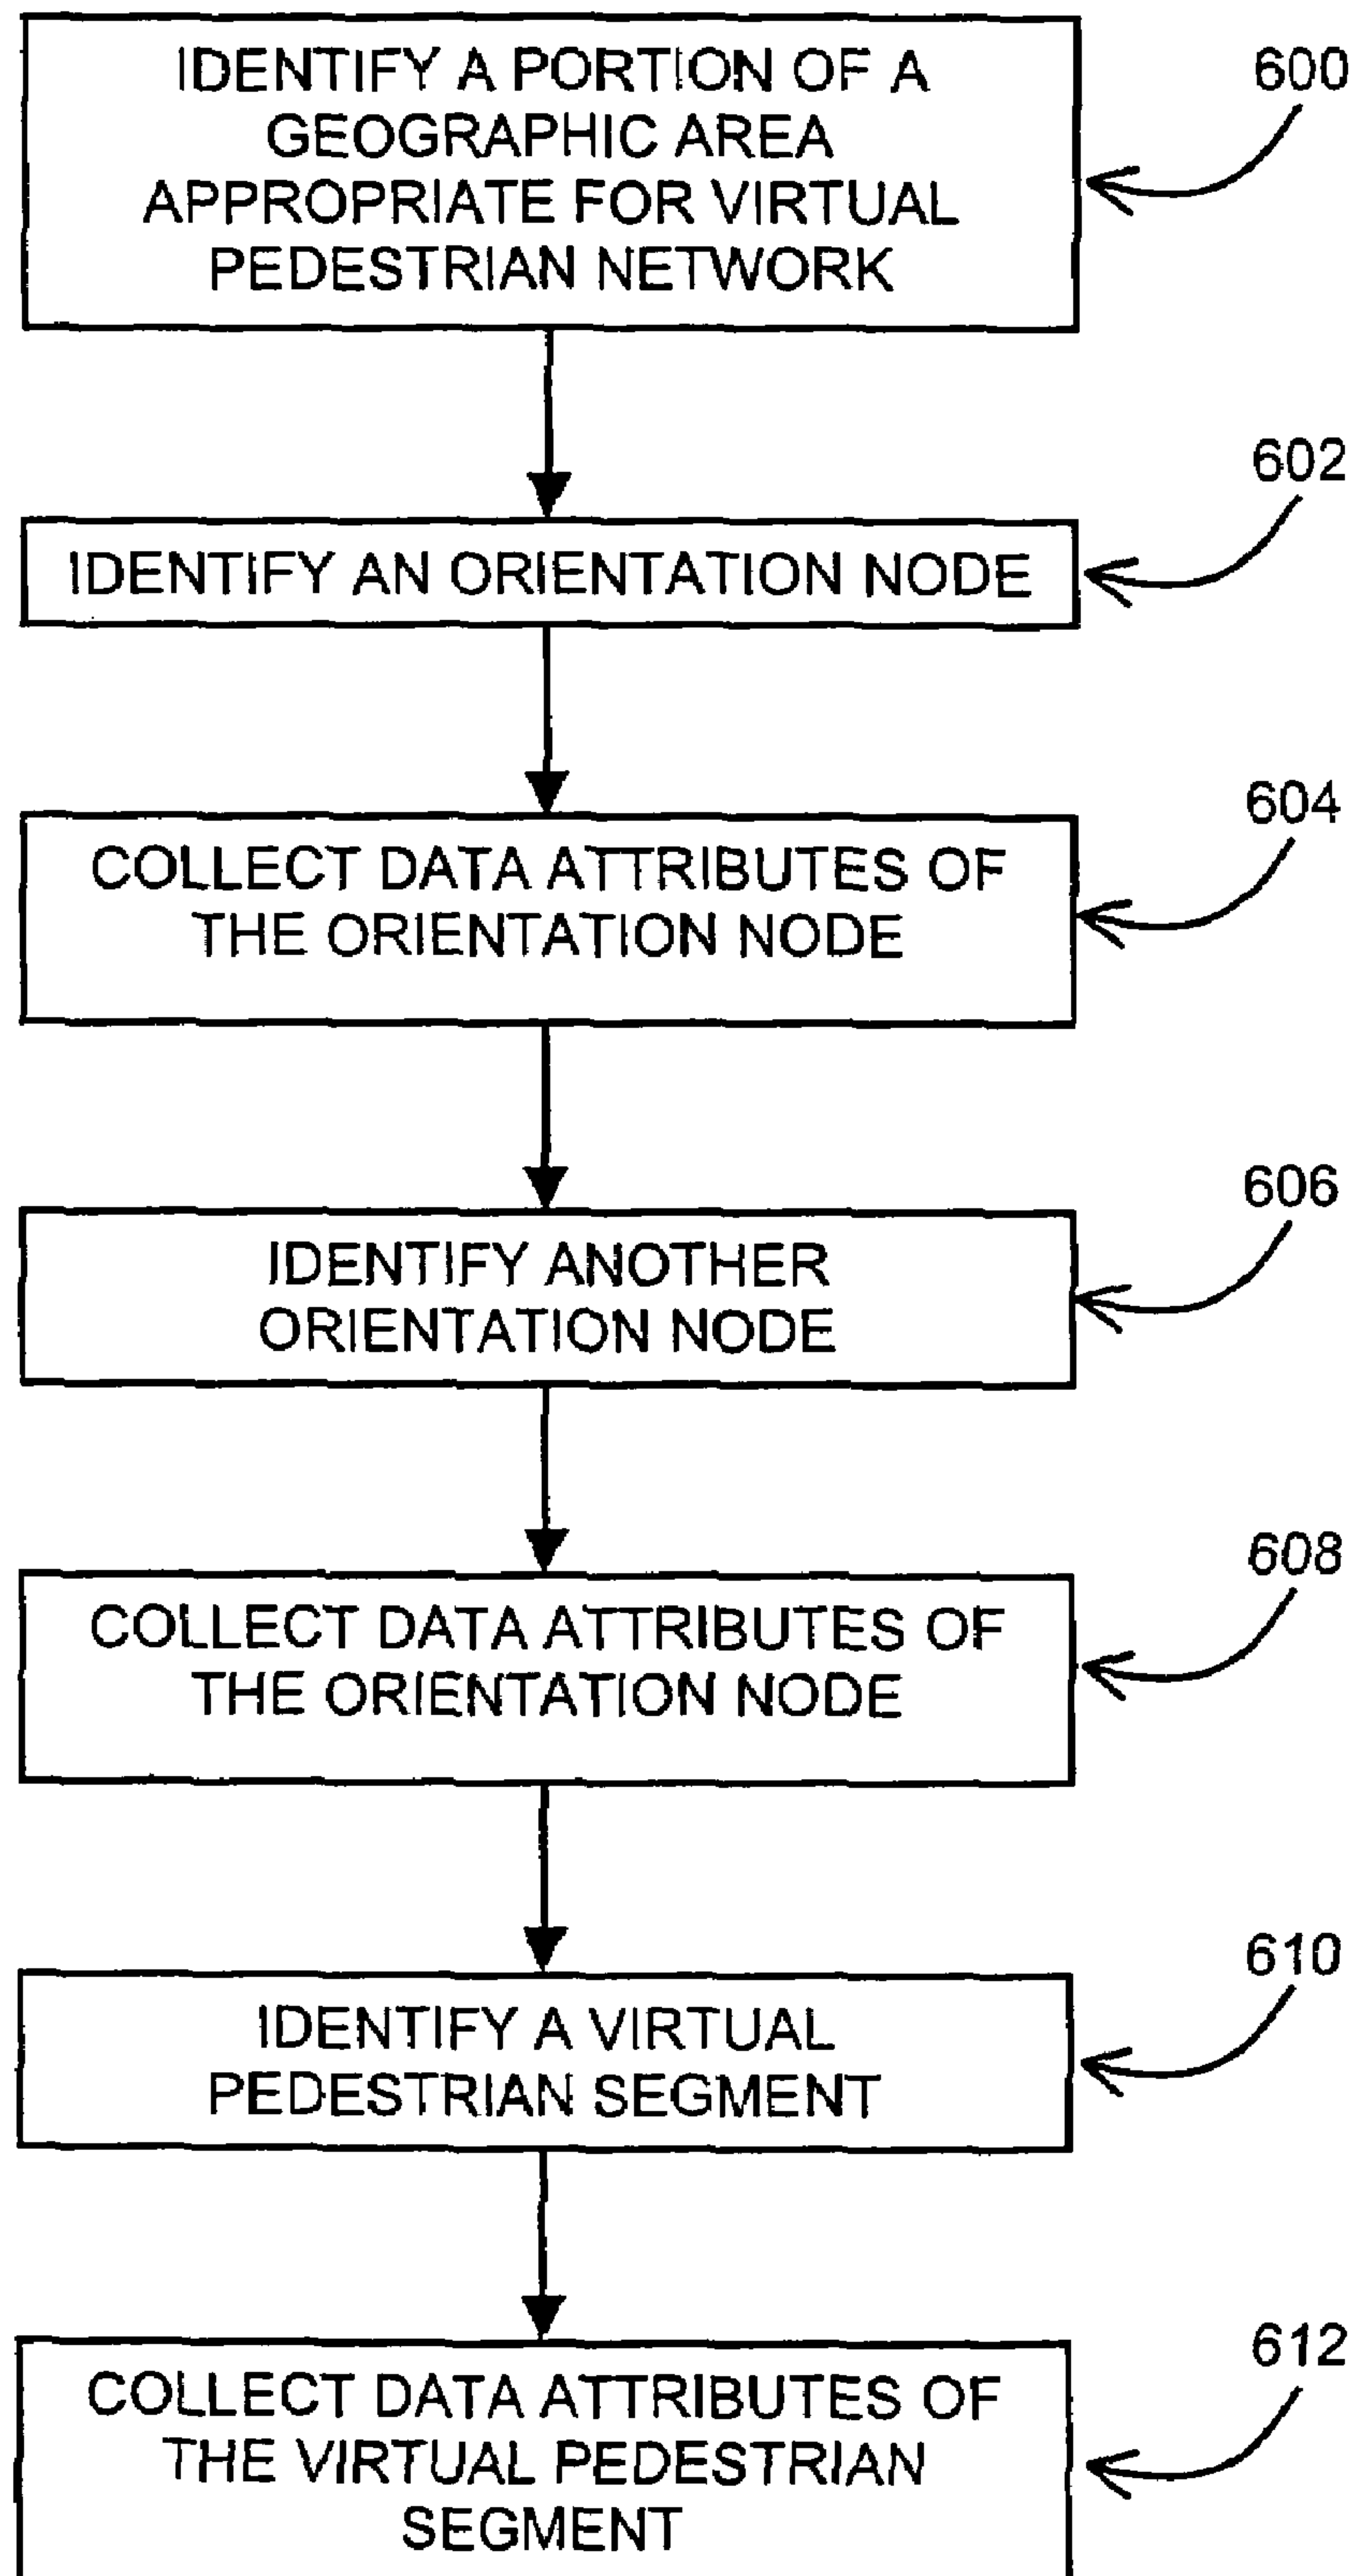 IDENTIFY A PORTION OF A
GEOGRAPHIC AREA
APPROPRIATE FOR VIRTUAL
PEDESTRIAN NETWORK
600
602
IDENTIFY AN ORIENTATION NODE
604
COLLECT DATA ATTRIBUTES OF
THE ORIENTATION NODE
606
IDENTIFY ANOTHER
ORIENTATION NODE
608
COLLECT DATA ATTRIBUTES OF
THE ORIENTATION NODE
610
IDENTIFY A VIRTUAL
PEDESTRIAN SEGMENT
612
COLLECT DATA ATTRIBUTES OF
THE VIRTUAL PEDESTRIAN
SEGMENT